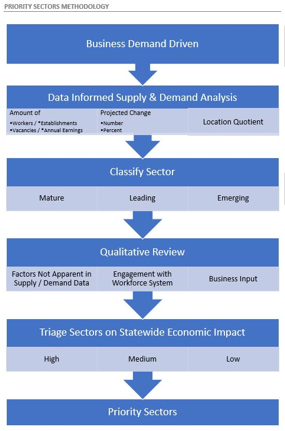 PRIORITY SECTORS METHODOLOGY
Business Demand Driven
Data Informed Supply & Demand Analysis
Amount of
•Workers / *Establishments
•Vacancies / *Annual Earnings
Projected Change
•Number
•Percent
Location Quotient
Classify Sector
Mature
Leading
Emerging
Qualitative Review
Factors Not Apparent in
Supply / Demand Data
Engagement with
Workforce System
Business Input
Triage Sectors on Statewide Economic Impact
High
Medium
Low
Priority Sectors